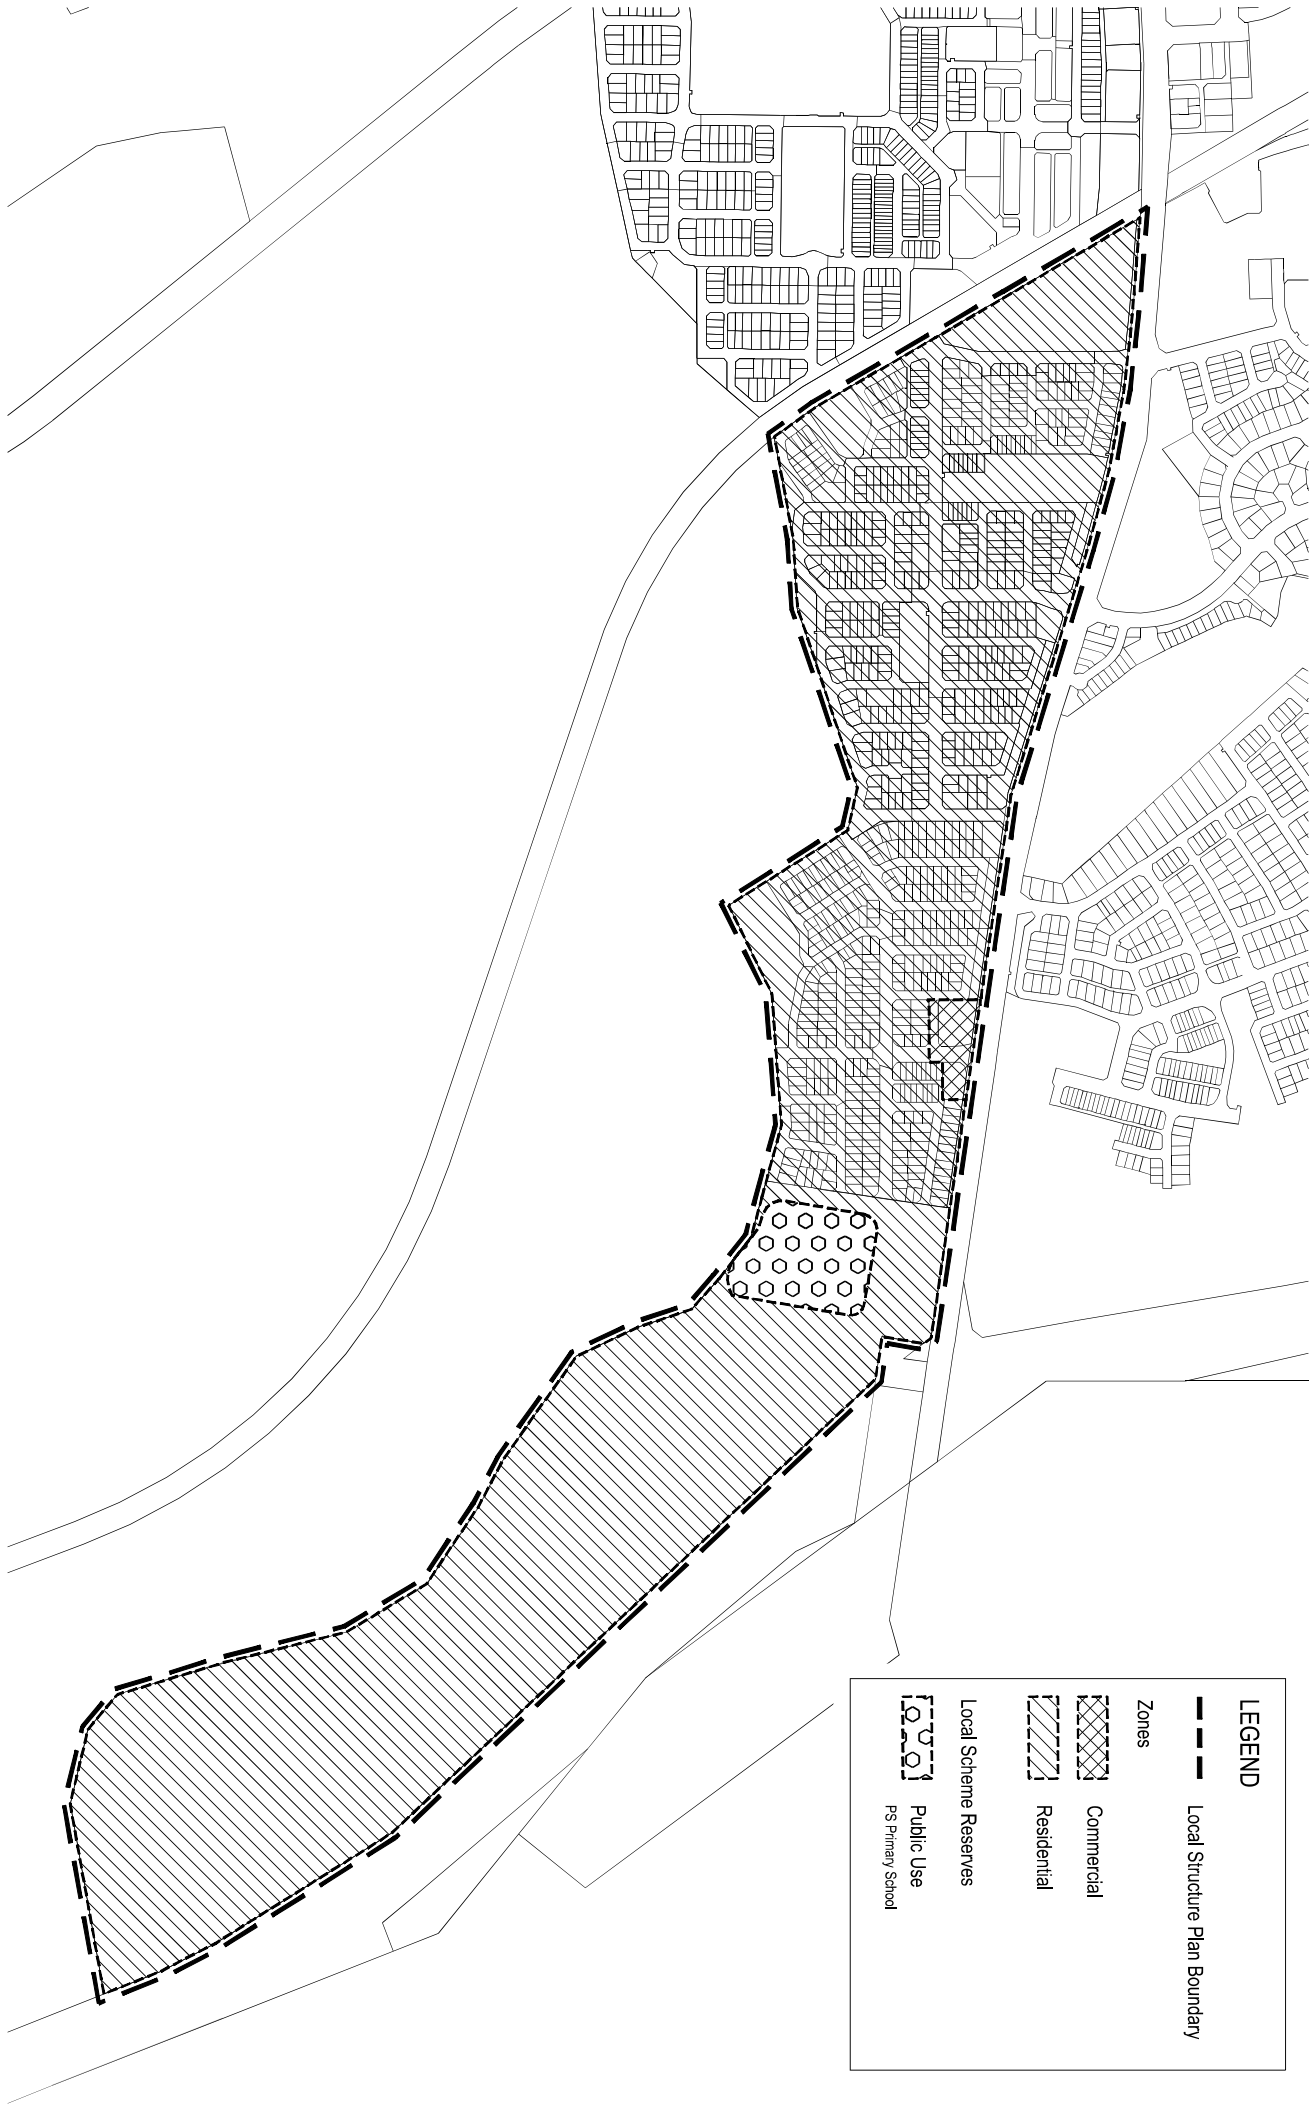 LEGEND
Local Structure Plan Boundary
Zones
Commercial
Residential
Local Scheme Reserves
Public Use
PS Primary School